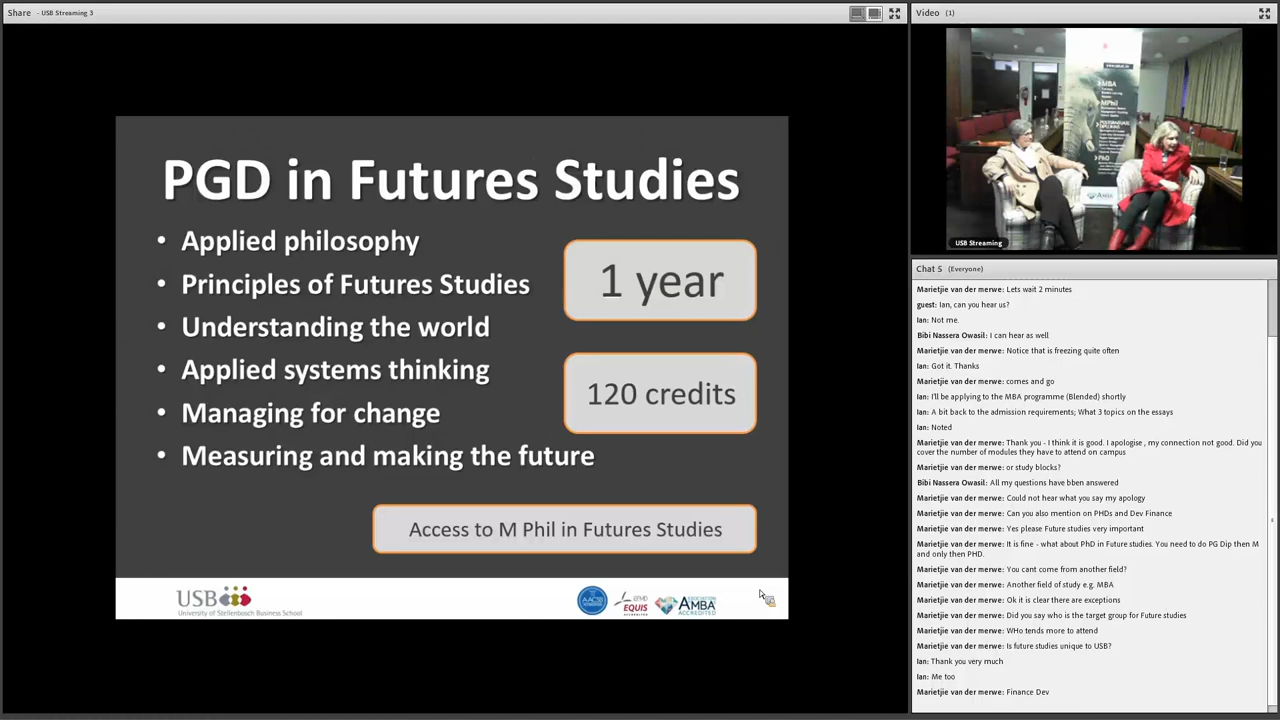 Share - USB Streaming 3
PGD in Futures Studies
• Applied philosophy
• Principles of Futures Studies
• Understanding the world
• Applied systems thinking
• Managing for change
• Measuring and making the future
1 year
120 credits
Access to M Phil in Futures Studies
USB
University of Stellenbosch Business School
AACSB
EFMD
EQUIS
ACCREDITED
AMBA
ACCREDITED
Video (1)
MBA
MPhil
PHD
AMBA
USB Streaming
Chat 5 (Everyone)
Marietjie van der merwe: Lets wait 2 minutes
guest: Ian, can you hear us?
Ian: Not me.
Bibi Nassera Owasil: I can hear as well
Marietjie van der merwe: Notice that is freezing quite often
Ian: Got it. Thanks
Marietjie van der merwe: comes and go
Ian: I'll be applying to the MBA programme (Blended) shortly
Ian: A bit back to the admission requirements; What 3 topics on the essays
Ian: Noted
Marietjie van der merwe: Thank you - I think it is good. I apologise , my connection not good. Did you
cover the number of modules they have to attend on campus
Marietjie van der merwe: or study blocks?
Bibi Nassera Owasil: All my questions have bben answered
Marietjie van der merwe: Could not hear what you say my apology
Marietjie van der merwe: Can you also mention on PHDs and Dev Finance
Marietjie van der merwe: Yes please Future studies very important
Marietjie van der merwe: It is fine - what about PhD in Future studies. You need to do PG Dip then M
and only then PHD.
Marietjie van der merwe: You cant come from another field?
Marietjie van der merwe: Another field of study e.g. MBA
Marietjie van der merwe: Ok it is clear there are exceptions
Marietjie van der merwe: Did you say who is the target group for Future studies
Marietjie van der merwe: WHo tends more to attend
Marietjie van der merwe: Is future studies unique to USB?
Ian: Thank you very much
Ian: Me too
Marietjie van der merwe: Finance Dev